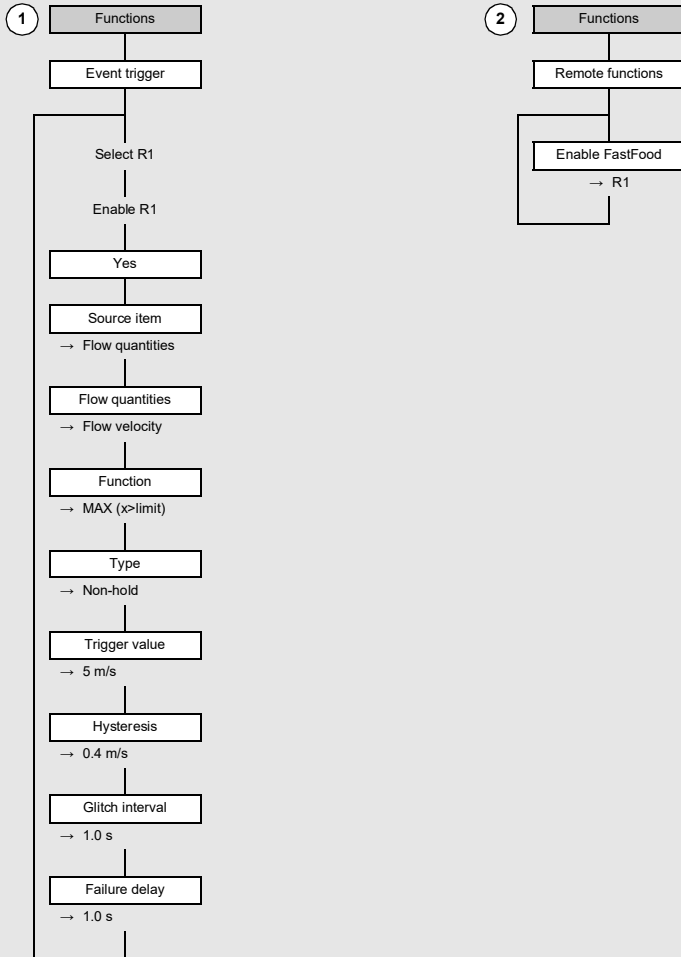 1
Functions
Event trigger
Select R1
Enable R1
Yes
Source item
→ Flow quantities
Flow quantities
→ Flow velocity
Function
→ MAX (x>limit)
Type
→ Non-hold
Trigger value
→ 5 m/s
Hysteresis
→ 0.4 m/s
Glitch interval
→ 1.0 s
Failure delay
→ 1.0 s
2
Functions
Remote functions
Enable FastFood
→ R1